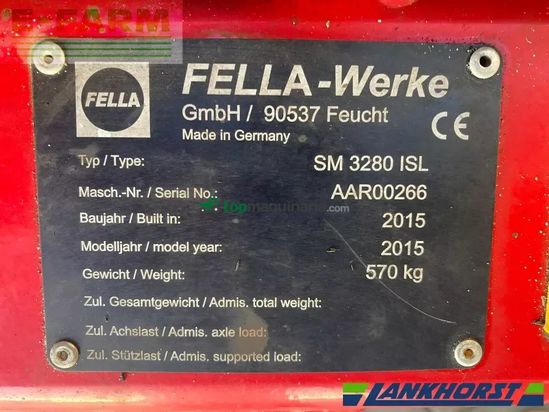 E-FARM
FELLA
FELLA-Werke
GmbH / 90537 Feucht
Made in Germany
CE
Typ / Type: SM 3280 ISL
Masch.-Nr. / Serial No.: AAR00266
topmaquinaria.com
Baujahr / Built in: 2015
Modelljahr / model year: 2015
Gewicht / Weight: 570 kg
Zul. Gesamtgewicht / Admis. total weight:
Zul. Achslast / Admis. axle load:
Zul. Stützlast / Admis. supported load:
LANKHORST